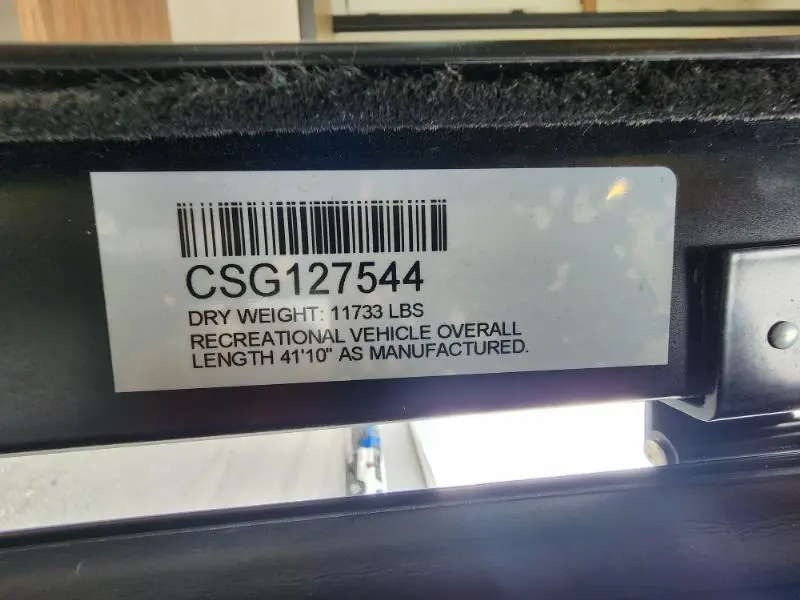 CSG127544
DRY WEIGHT: 11733 LBS
RECREATIONAL VEHICLE OVERALL
LENGTH 41'10" AS MANUFACTURED.